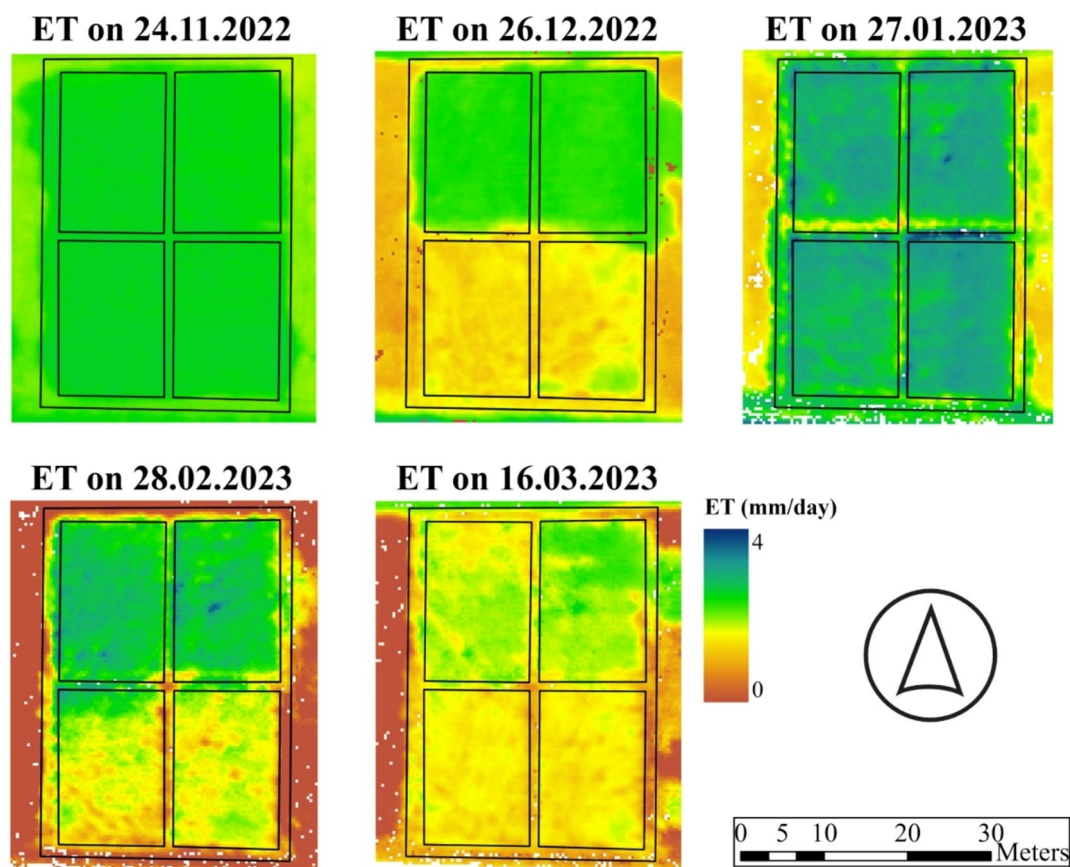 ET on 24.11.2022
ET on 26.12.2022
ET on 27.01.2023
ET on 28.02.2023
ET on 16.03.2023
ET (mm/day)
4
0
0 5 10 20 30
Meters